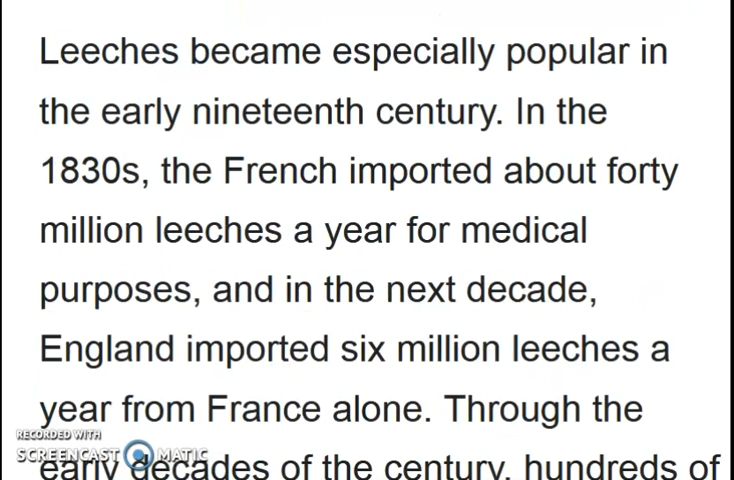 Leeches became especially popular in
the early nineteenth century. In the
1830s, the French imported about forty
million leeches a year for medical
purposes, and in the next decade,
England imported six million leeches a
year from France alone. Through the
RECORDED WITH
SCREENCAST MATIC
early decades of the century, hundreds of